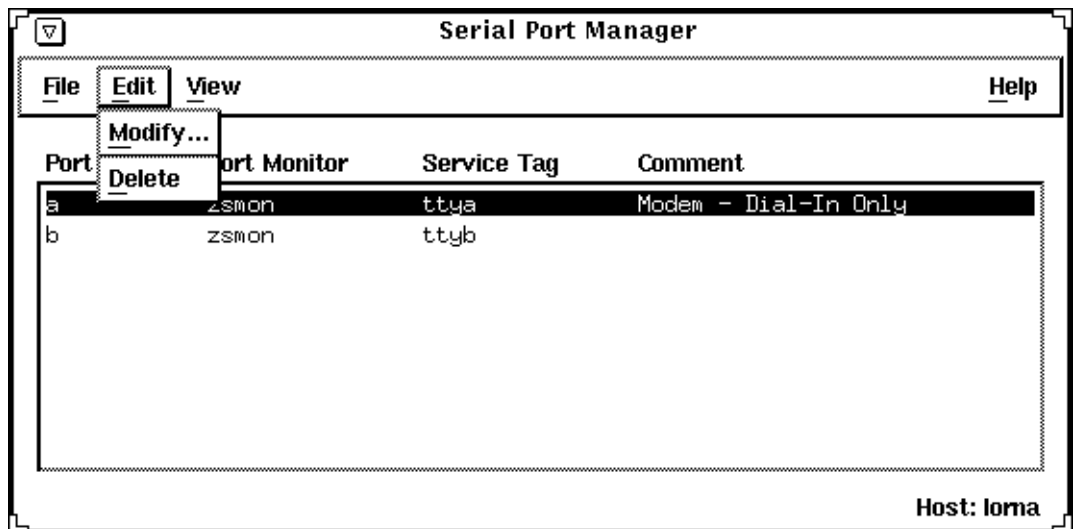 Serial Port Manager
File Edit View Help
Modify...
Delete
Port ort Monitor Service Tag Comment
a zsmon ttya Modem - Dial-In Only
b zsmon ttyb
Host: lorna